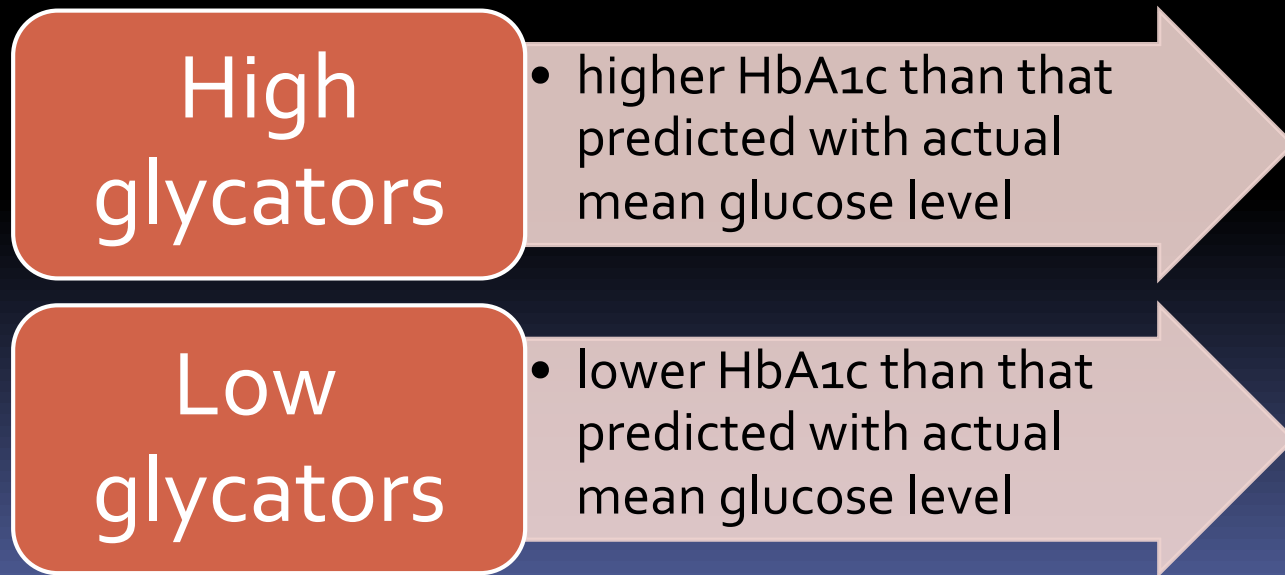 High
glycators
• higher HbA1c than that
predicted with actual
mean glucose level
Low
glycators
• lower HbA1c than that
predicted with actual
mean glucose level